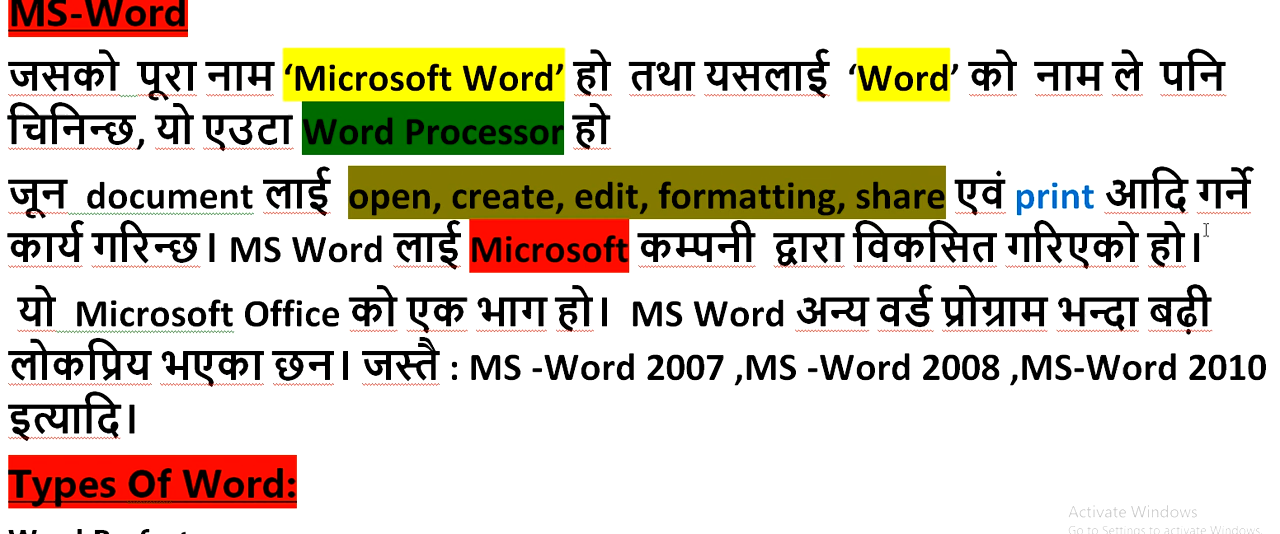 MS-Word
जसको पूरा नाम ‘Microsoft Word’ हो तथा यसलाई ‘Word’ को नाम ले पनि
चिनिन्छ, यो एउटा Word Processor हो
जून document लाई open, create, edit, formatting, share एवं print आदि गर्ने
कार्य गरिन्छ। MS Word लाई Microsoft कम्पनी द्वारा विकसित गरिएको हो।
यो Microsoft Office को एक भाग हो। MS Word अन्य वर्ड प्रोग्राम भन्दा बढ़ी
लोकप्रिय भएका छन। जस्तै : MS -Word 2007 ,MS -Word 2008 ,MS-Word 2010
इत्यादि।
Types Of Word:
Activate Windows
Go to Settings to activate Windows.